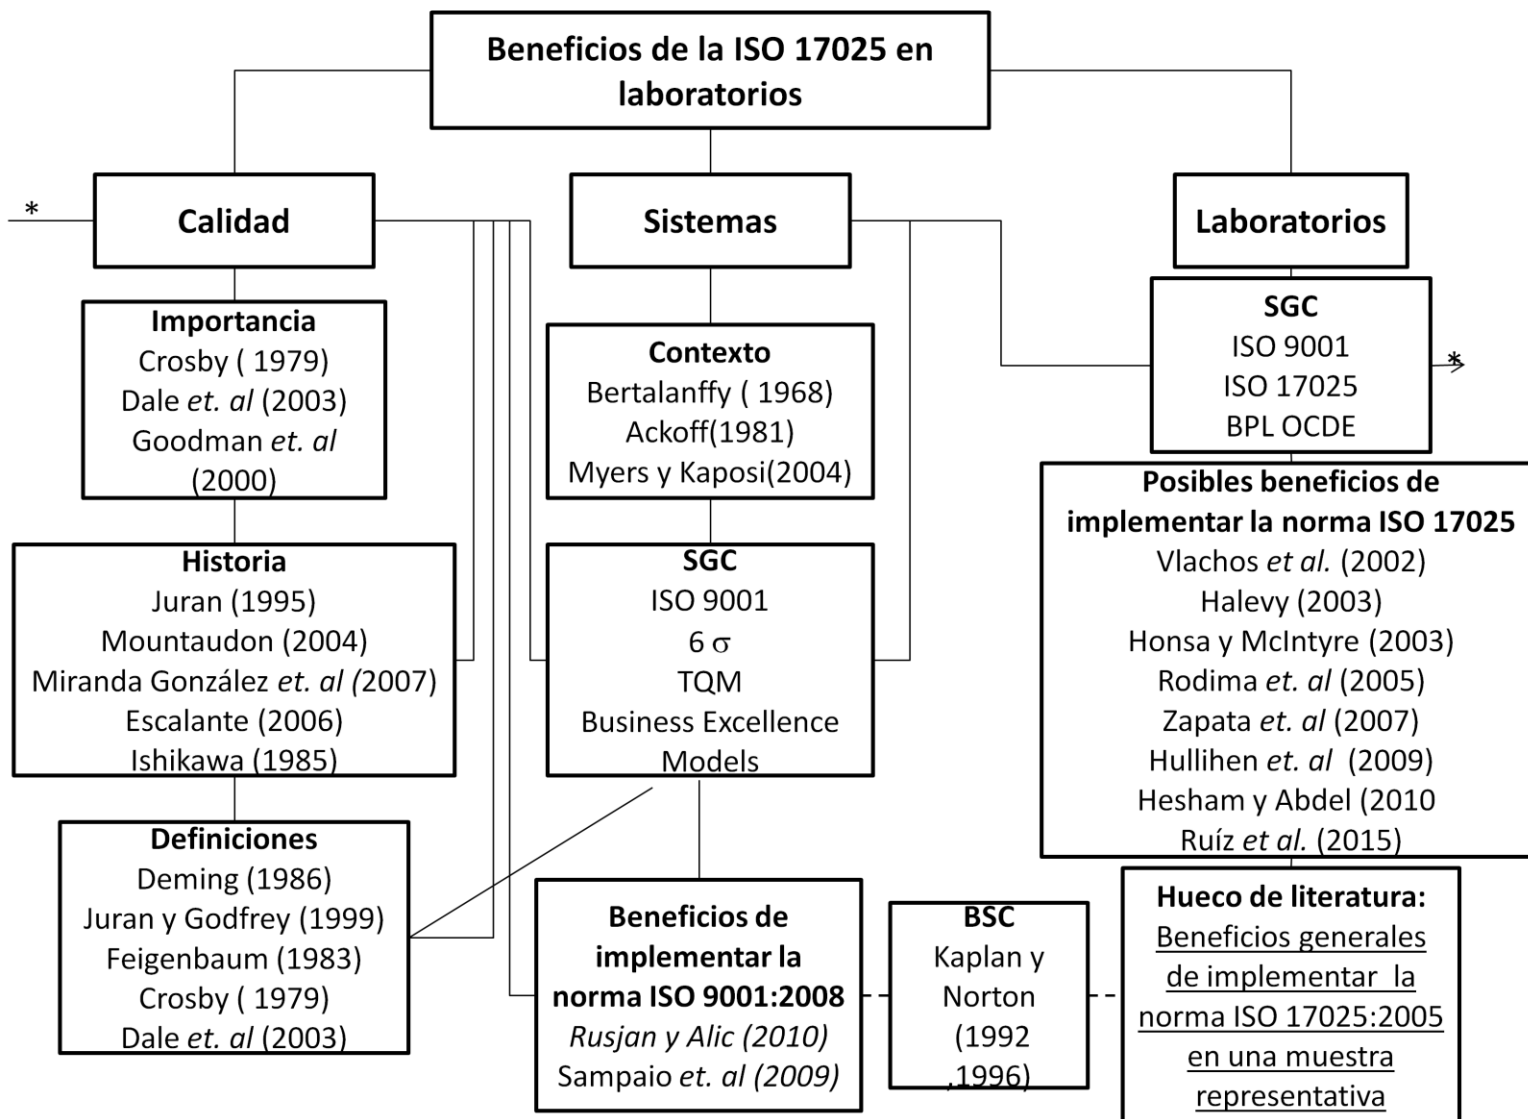 Beneficios de la ISO 17025 en
laboratorios
*
Calidad
Sistemas
Laboratorios
Importancia
Crosby ( 1979)
Dale et. al (2003)
Goodman et. al
(2000)
Historia
Juran (1995)
Mountaudon (2004)
Miranda González et. al (2007)
Escalante (2006)
Ishikawa (1985)
Definiciones
Deming (1986)
Juran y Godfrey (1999)
Feigenbaum (1983)
Crosby ( 1979)
Dale et. al (2003)
Contexto
Bertalanffy ( 1968)
Ackoff(1981)
Myers y Kaposi(2004)
SGC
ISO 9001
6 σ
TQM
Business Excellence
Models
Beneficios de
implementar la
norma ISO 9001:2008
Rusjan y Alic (2010)
Sampaio et. al (2009)
BSC
Kaplan y
Norton
(1992
,1996)
SGC
ISO 9001
ISO 17025
BPL OCDE
*
Posibles beneficios de
implementar la norma ISO 17025
Vlachos et al. (2002)
Halevy (2003)
Honsa y McIntyre (2003)
Rodima et. al (2005)
Zapata et. al (2007)
Hullihen et. al (2009)
Hesham y Abdel (2010
Ruíz et al. (2015)
Hueco de literatura:
Beneficios generales
de implementar la
norma ISO 17025:2005
en una muestra
representativa